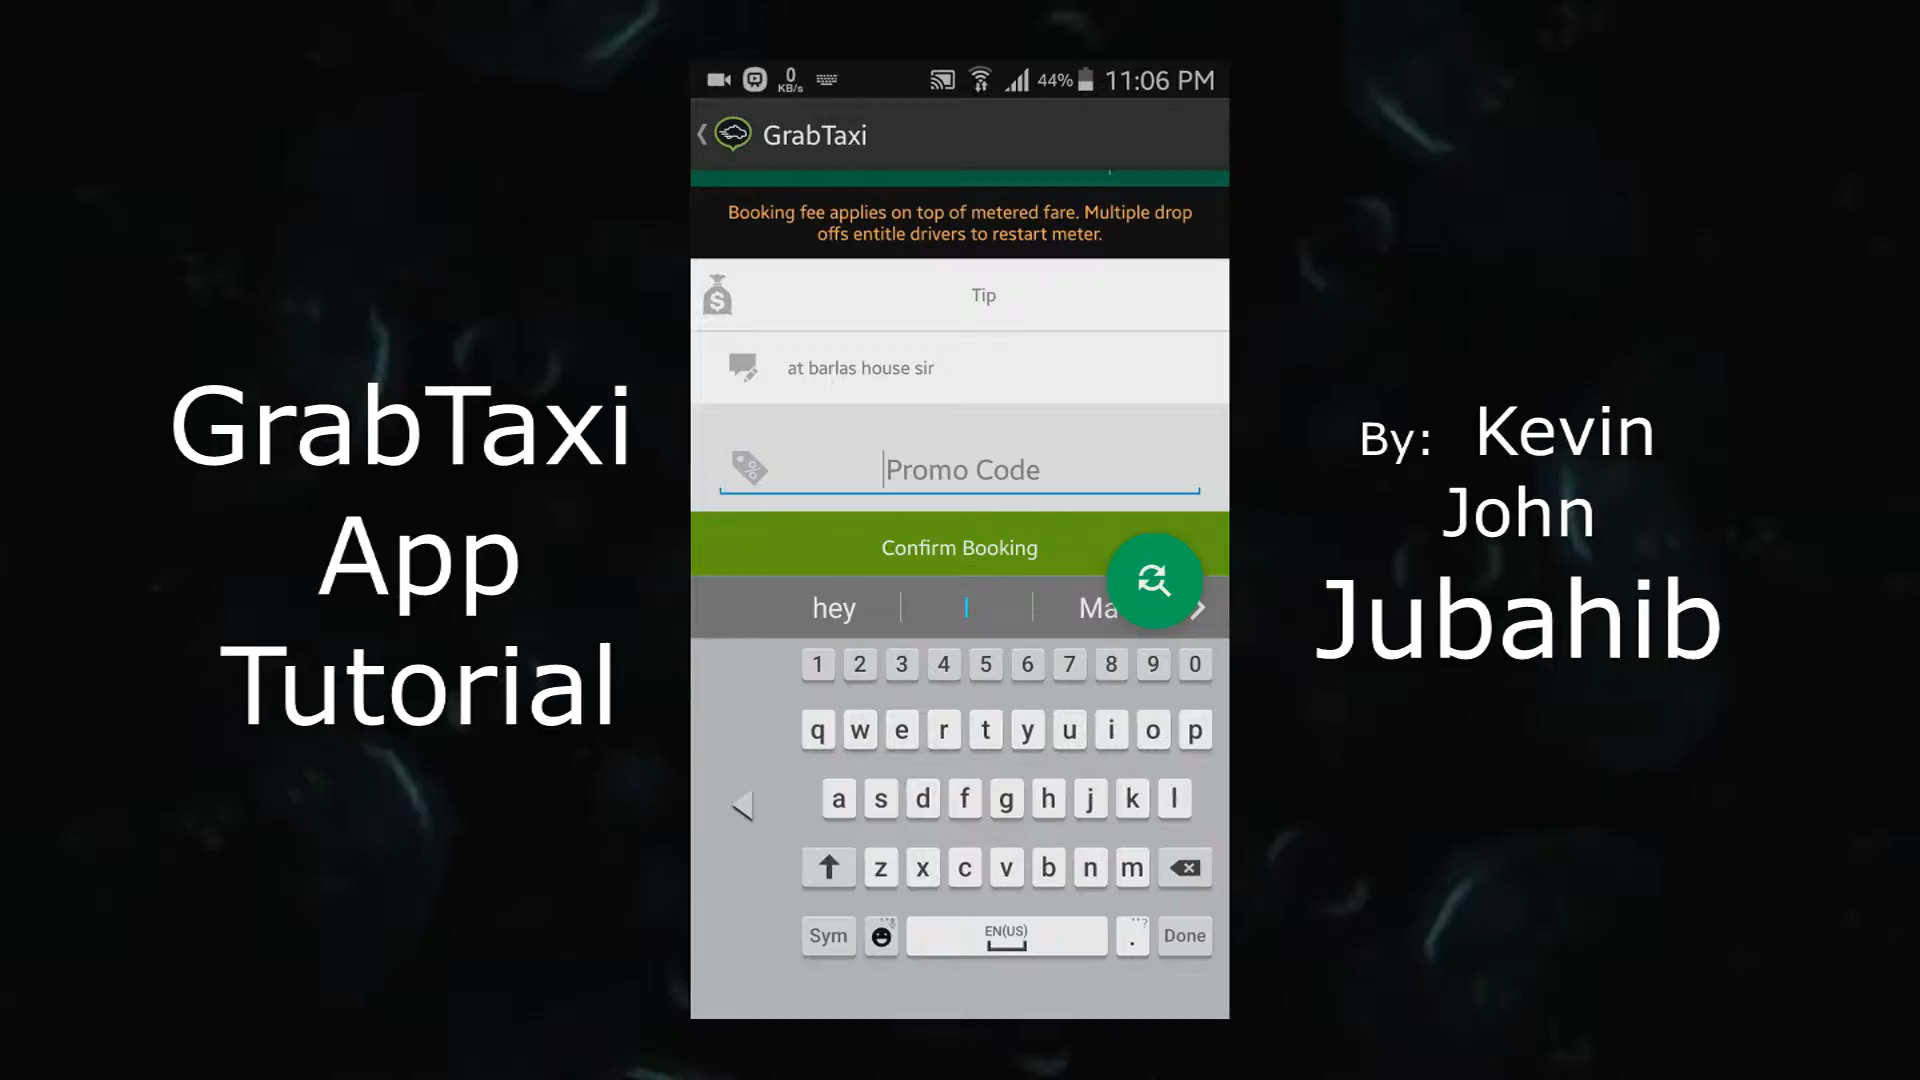 GrabTaxi
App
Tutorial
0
KB/s
44%
11:06 PM
GrabTaxi
Booking fee applies on top of metered fare. Multiple drop
offs entitle drivers to restart meter.
Tip
at barlas house sir
Promo Code
Confirm Booking
hey
I
Ma
1 2 3 4 5 6 7 8 9 0
q w e r t y u i o p
a s d f g h j k l
z x c v b n m
Sym
EN(US)
.
Done
By: Kevin
John
Jubahib